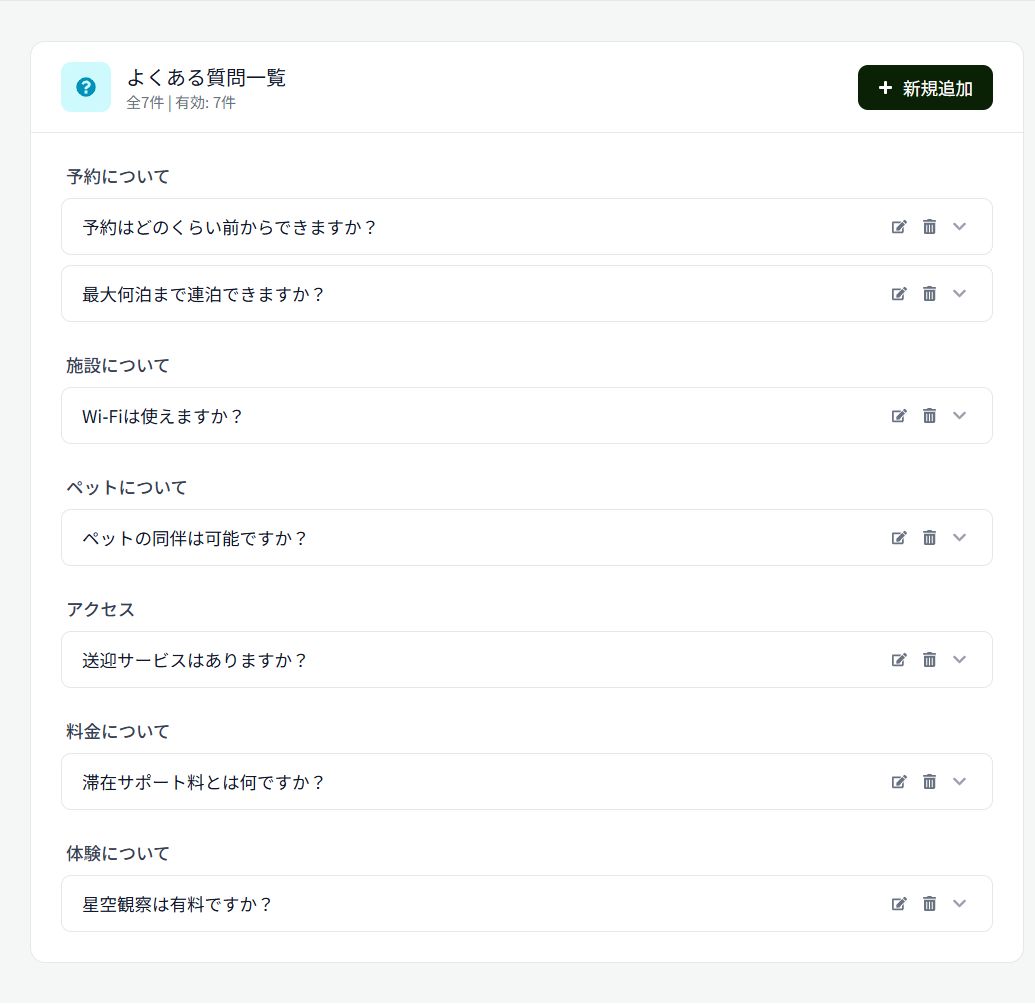 よくある質問一覧
全7件 | 有効: 7件
新規追加
予約について
予約はどのくらい前からできますか？
最大何泊まで連泊できますか？
施設について
Wi-Fiは使えますか？
ペットについて
ペットの同伴は可能ですか？
アクセス
送迎サービスはありますか？
料金について
滞在サポート料とは何ですか？
体験について
星空観察は有料ですか？